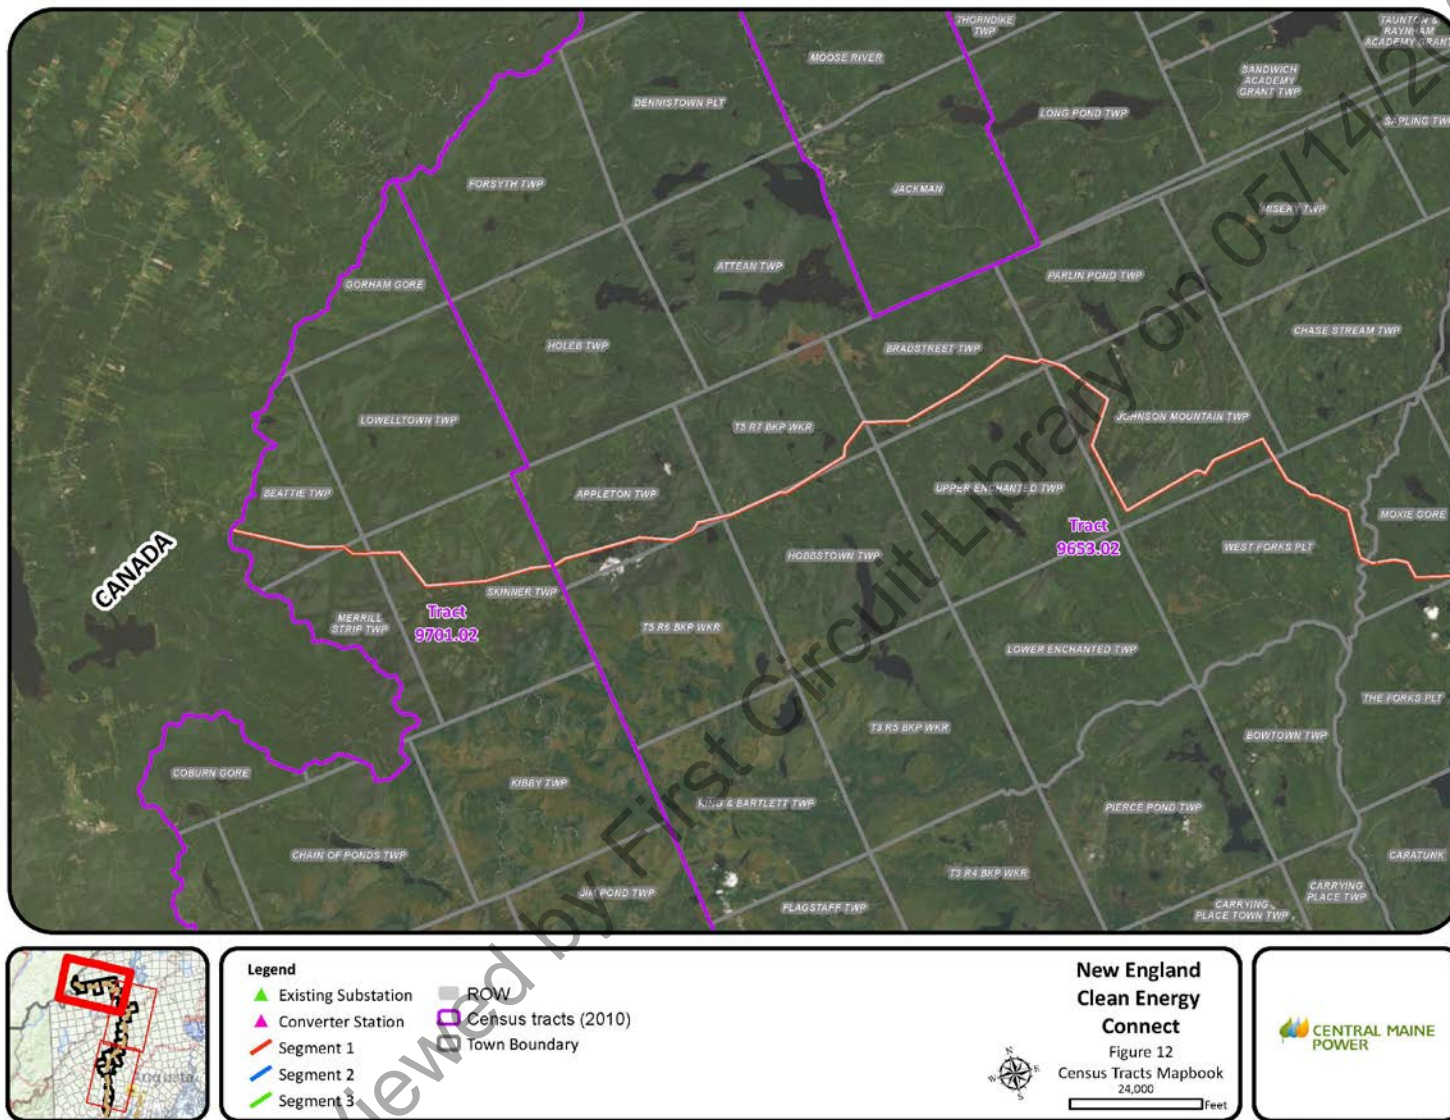 THORNDIKE
TWP
TAUNTON &
RAYNHAM
ACADEMY GRANT
MOOSE RIVER
SANDWICH
ACADEMY
GRANT TWP
DENNISTOWN PLT
LONG POND TWP
SAPLING TWP
FORSYTH TWP
JACKMAN
MISERY TWP
ATTEAN TWP
PARLIN POND TWP
GORHAM GORE
CHASE STREAM TWP
HOLEB TWP
BRADSTREET TWP
LOWELLTOWN TWP
T5 R7 BKP WKR
JOHNSON MOUNTAIN TWP
BEATTIE TWP
APPLETON TWP
UPPER ENCHANTED TWP
MOXIE GORE
Tract
9653.02
WEST FORKS PLT
HOBBSTOWN TWP
CANADA
SKINNER TWP
Tract
9701.02
MERRILL
STRIP TWP
T5 R6 BKP WKR
LOWER ENCHANTED TWP
THE FORKS PLT
T3 R5 BKP WKR
BOWTOWN TWP
COBURN GORE
KIBBY TWP
KING & BARTLETT TWP
PIERCE POND TWP
CHAIN OF PONDS TWP
CARATUNK
JIM POND TWP
T3 R4 BKP WKR
CARRYING
PLACE TWP
FLAGSTAFF TWP
CARRYING
PLACE TOWN TWP
Viewed by First Circuit Library on 05/14/20
Augusta
Legend
Existing Substation
Converter Station
Segment 1
Segment 2
Segment 3
ROW
Census tracts (2010)
Town Boundary
New England
Clean Energy
Connect
Figure 12
Census Tracts Mapbook
24,000
Feet
N
E
S
W
CENTRAL MAINE
POWER